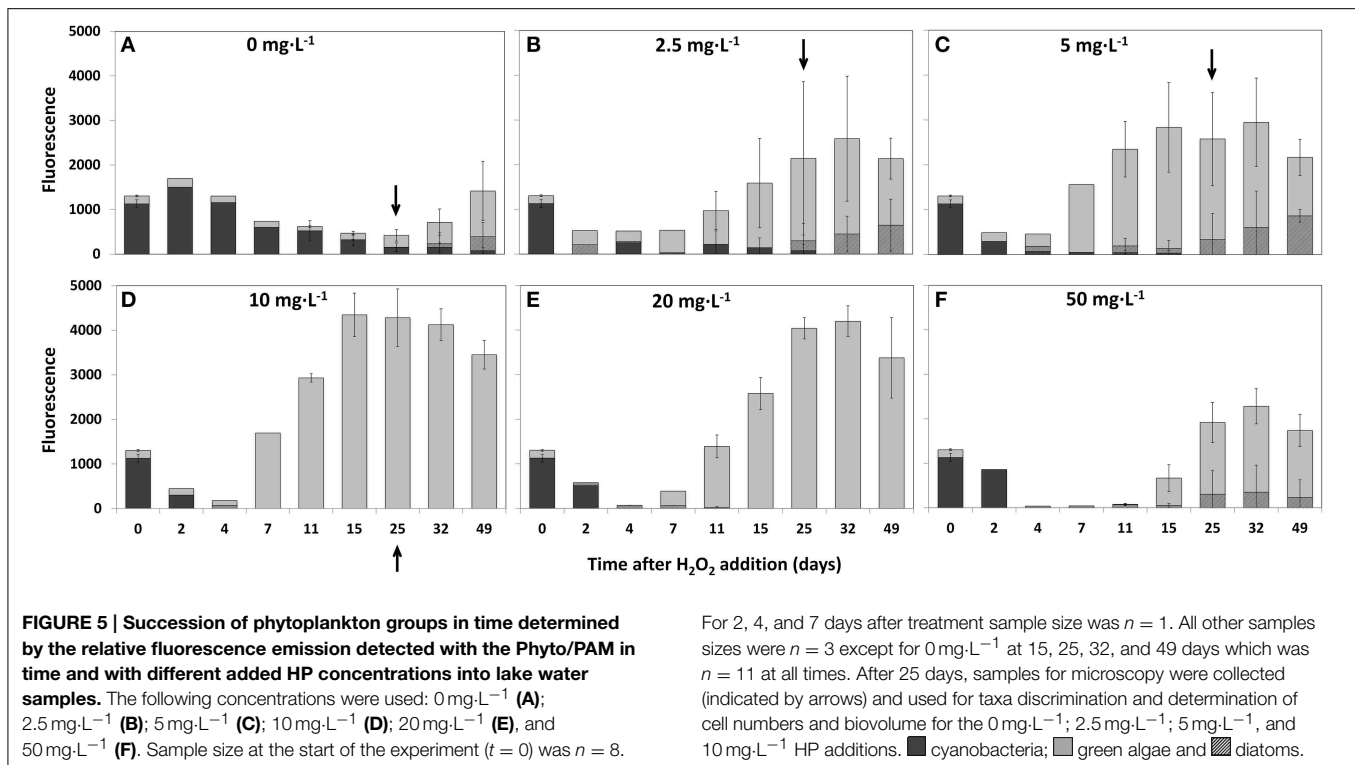 A
0 mg·L-1
B
2.5 mg·L-1
C
5 mg·L-1
5000
4000
3000
2000
1000
0
Fluorescence
D
10 mg·L-1
E
20 mg·L-1
F
50 mg·L-1
5000
4000
3000
2000
1000
0
Fluorescence
0 2 4 7 11 15 25 32 49
0 2 4 7 11 15 25 32 49
0 2 4 7 11 15 25 32 49
Time after H2O2 addition (days)
FIGURE 5 | Succession of phytoplankton groups in time determined
by the relative fluorescence emission detected with the Phyto/PAM in
time and with different added HP concentrations into lake water
samples. The following concentrations were used: 0 mg·L−1 (A);
2.5 mg·L−1 (B); 5 mg·L−1 (C); 10 mg·L−1 (D); 20 mg·L−1 (E), and
50 mg·L−1 (F). Sample size at the start of the experiment (t = 0) was n = 8.
For 2, 4, and 7 days after treatment sample size was n = 1. All other samples
sizes were n = 3 except for 0 mg·L−1 at 15, 25, 32, and 49 days which was
n = 11 at all times. After 25 days, samples for microscopy were collected
(indicated by arrows) and used for taxa discrimination and determination of
cell numbers and biovolume for the 0 mg·L−1; 2.5 mg·L−1; 5 mg·L−1, and
10 mg·L−1 HP additions. cyanobacteria; green algae and diatoms.